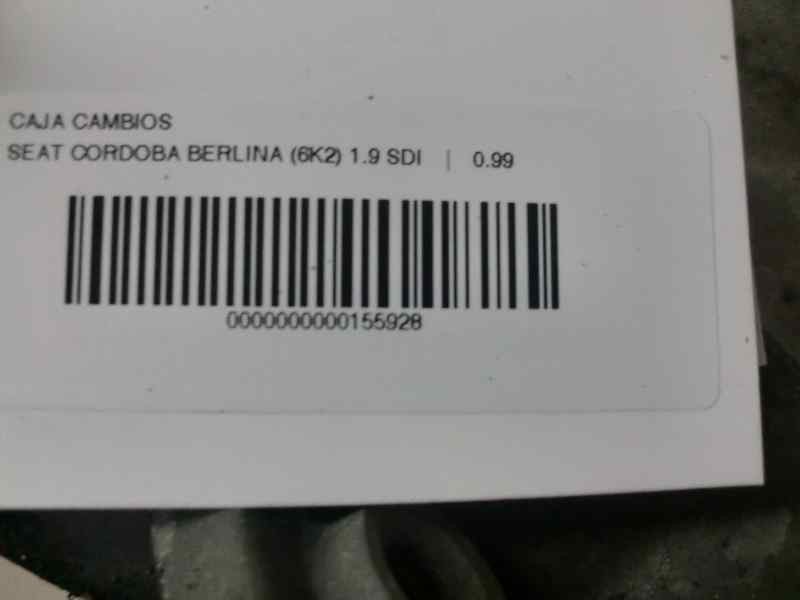 CAJA CAMBIOS
SEAT CORDOBA BERLINA (6K2) 1.9 SDI | 0.99
0000000000155928